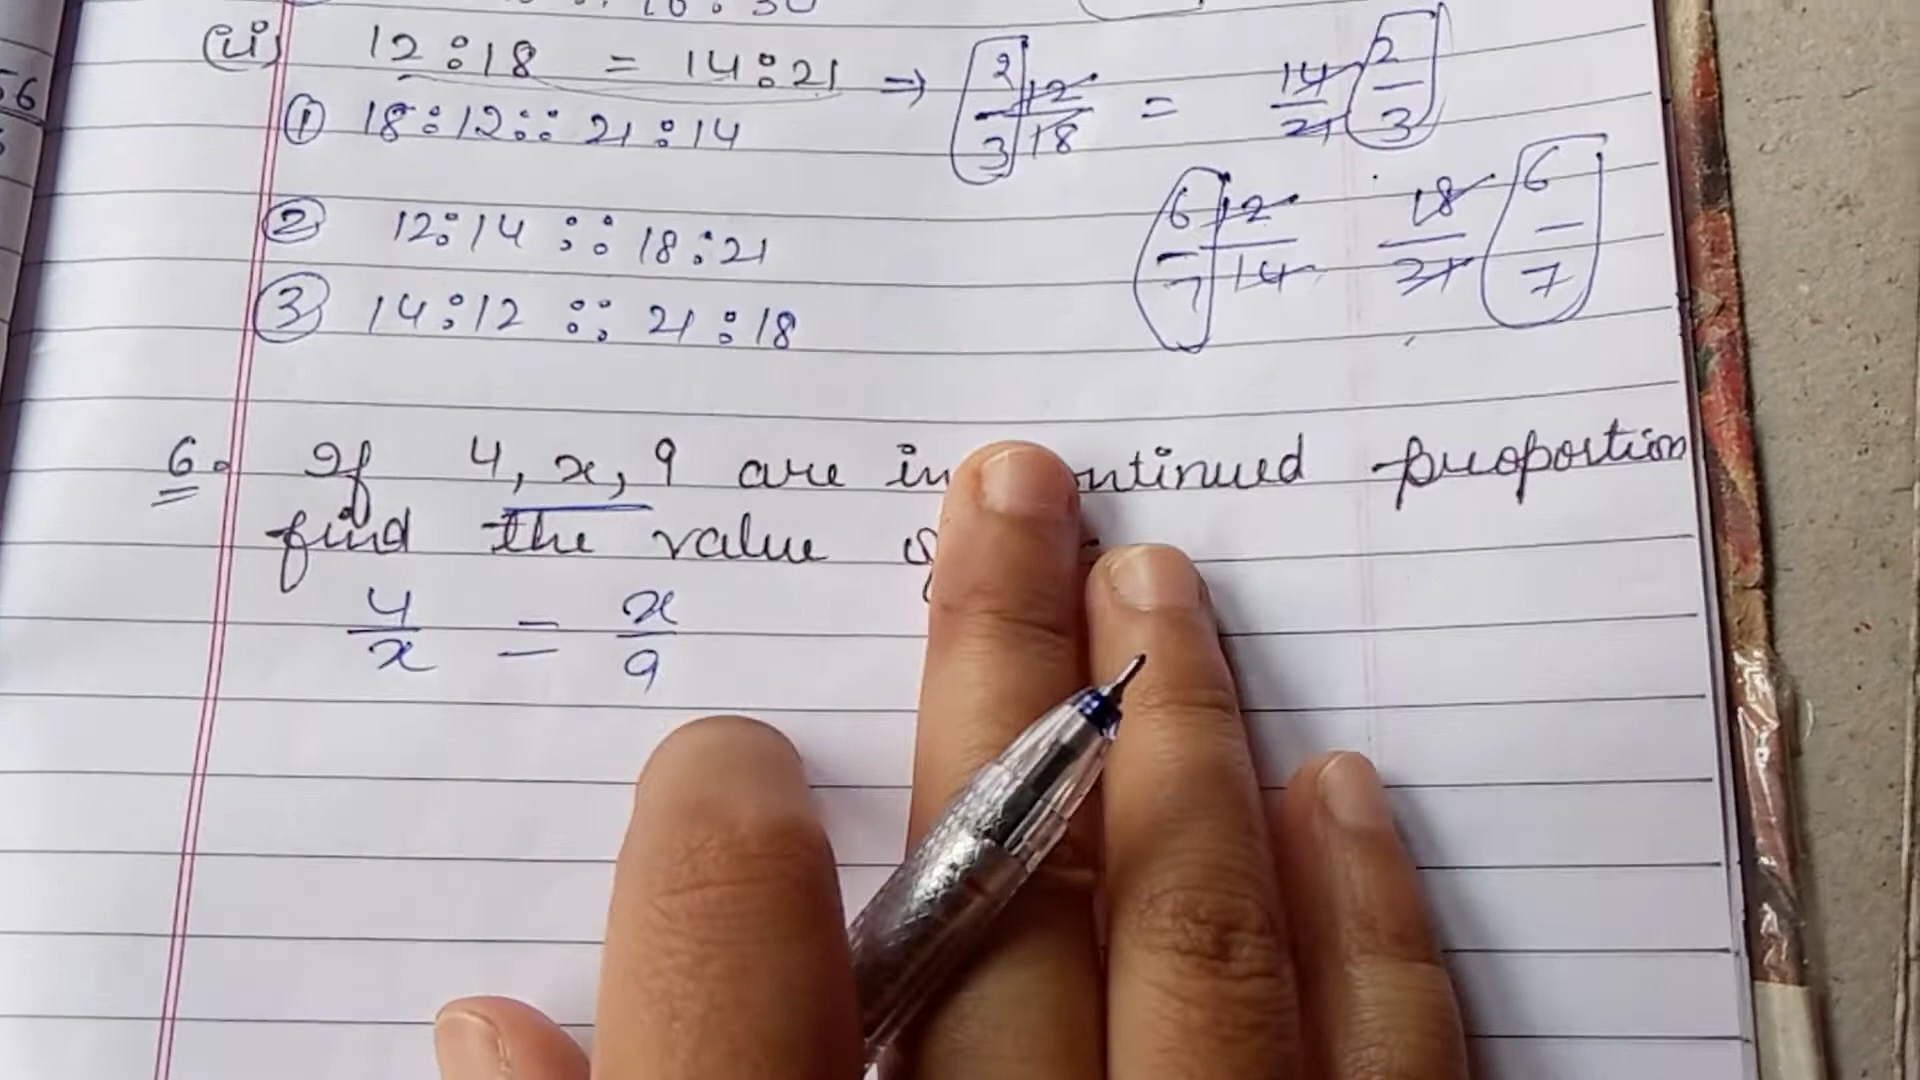 (ii) 12:18 = 14:21 ⇒ 2/3 12/18 = 14/21 2/3
① 18:12::21:14
② 12:14::18:21 6/7 12/14 18/21 6/7
③ 14:12::21:18
6. If 4, x, 9 are in proportion
find the value
4/x = x/9